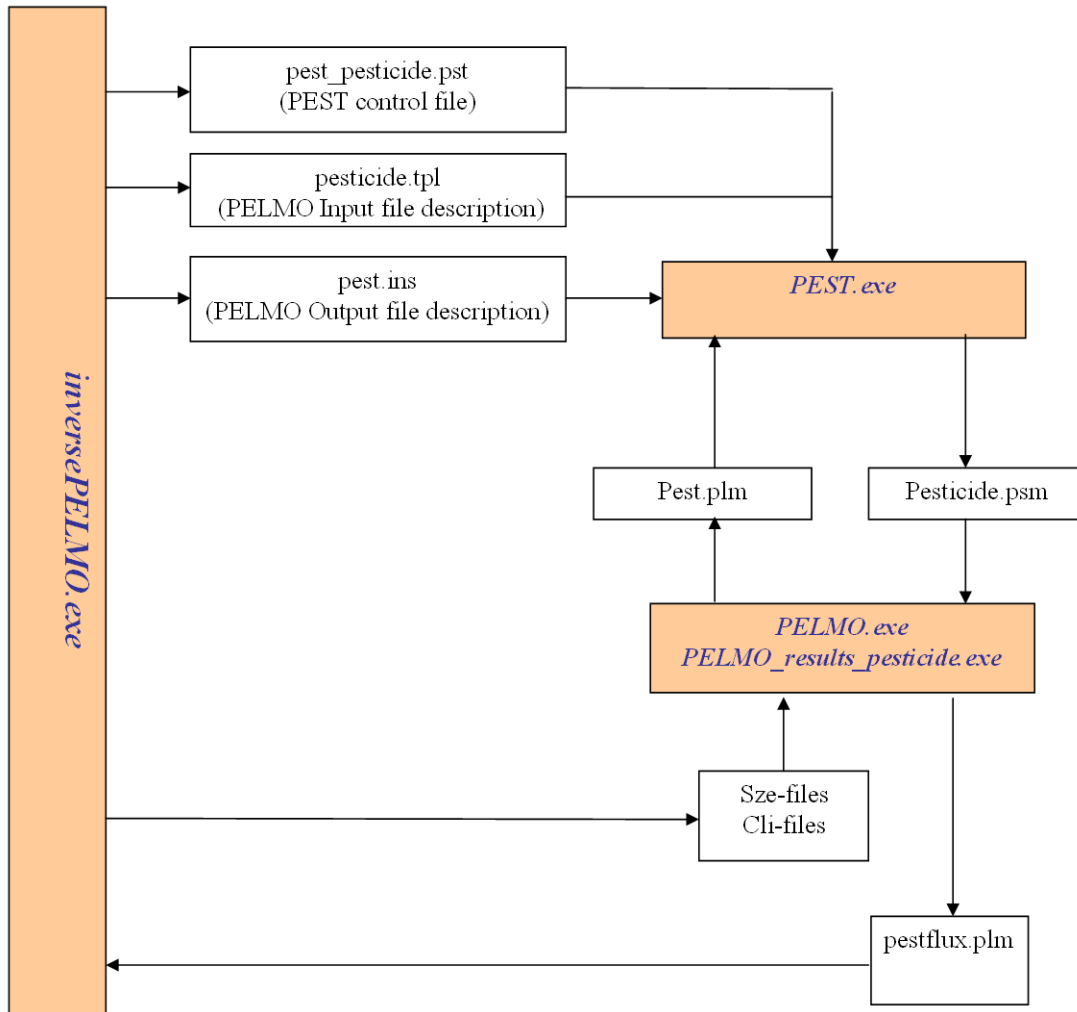 inversePELMO.exe
pest_pesticide.pst
(PEST control file)
pesticide.tpl
(PELMO Input file description)
pest.ins
(PELMO Output file description)
PEST.exe
Pest.plm
Pesticide.psm
PELMO.exe
PELMO_results_pesticide.exe
Sze-files
Cli-files
pestflux.plm